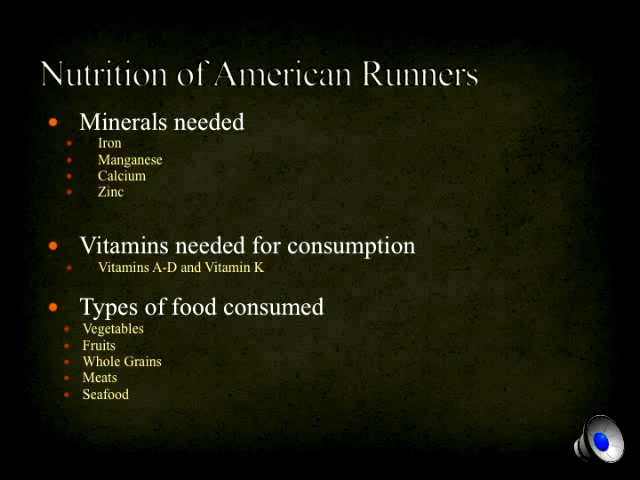 Nutrition of American Runners
Minerals needed
Iron
Manganese
Calcium
Zinc
Vitamins needed for consumption
Vitamins A-D and Vitamin K
Types of food consumed
Vegetables
Fruits
Whole Grains
Meats
Seafood